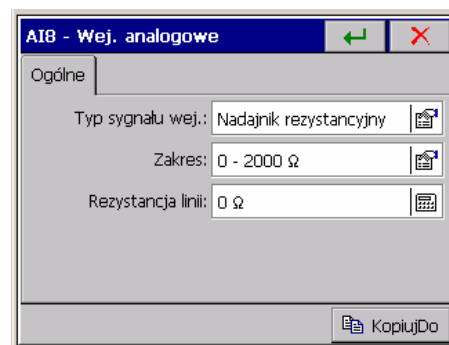 AI8 - Wej. analogowe
Ogólne
Typ sygnału wej.: Nadajnik rezystancyjny
Zakres: 0 - 2000 Ω
Rezystancja linii: 0 Ω
KopiujDo